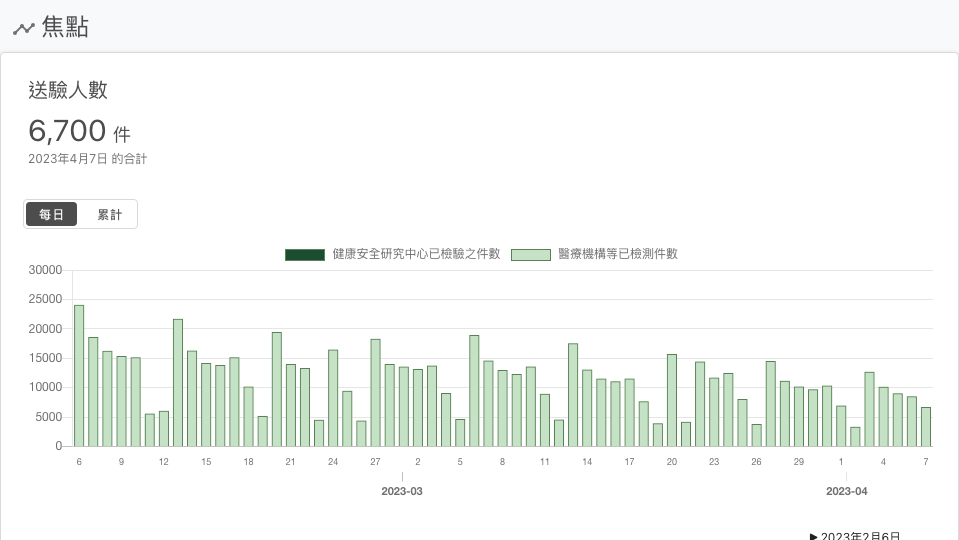 焦點
送驗人數
6,700 件
2023年4月7日 的合計
每日 累計
健康安全研究中心已檢驗之件數 醫療機構等已檢測件數
30000
25000
20000
15000
10000
5000
0
6 9 12 15 18 21 24 27 2 5 8 11 14 17 20 23 26 29 1 4 7
2023-03 2023-04
▶ 2023年2月6日